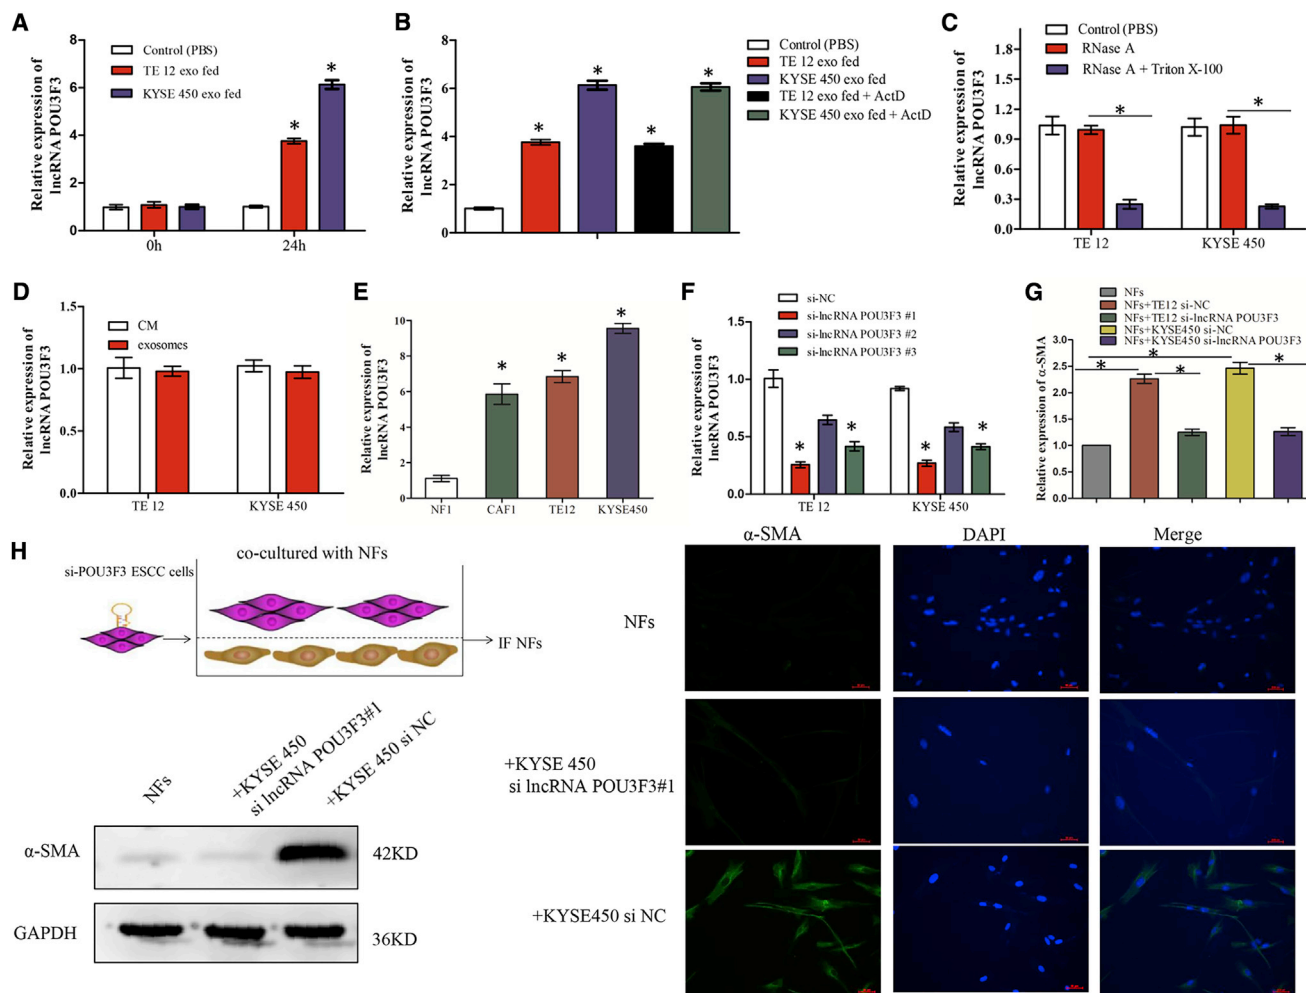 A
Relative expression of
lncRNA POU3F3
8
6
4
2
0
Control (PBS)
TE 12 exo fed
KYSE 450 exo fed
*
*
0h
24h
B
Relative expression of
lncRNA POU3F3
8
6
4
2
0
Control (PBS)
TE 12 exo fed
KYSE 450 exo fed
TE 12 exo fed + ActD
KYSE 450 exo fed + ActD
*
*
*
*
C
Relative expression of
lncRNA POU3F3
1.8
1.5
1.2
0.9
0.6
0.3
0.0
Control (PBS)
RNase A
RNase A + Triton X-100
*
*
TE 12
KYSE 450
D
Relative expression of
lncRNA POU3F3
1.5
1.0
0.5
0.0
CM
exosomes
TE 12
KYSE 450
E
Relative expression of
lncRNA POU3F3
10
8
6
4
2
0
*
*
*
NF1
CAF1
TE12
KYSE450
F
Relative expression of
lncRNA POU3F3
1.5
1.0
0.5
0.0
si-NC
si-lncRNA POU3F3 #1
si-lncRNA POU3F3 #2
si-lncRNA POU3F3 #3
*
*
*
*
TE 12
KYSE 450
G
Relative expression of α-SMA
3.0
2.5
2.0
1.5
1.0
0.5
0.0
NFs
NFs+TE12 si-NC
NFs+TE12 si-lncRNA POU3F3
NFs+KYSE450 si-NC
NFs+KYSE450 si-lncRNA POU3F3
*
*
*
*
H
co-cultured with NFs
si-POU3F3 ESCC cells
IF NFs
NFs
+KYSE 450
si lncRNA POU3F3#1
+KYSE 450 si NC
α-SMA
42KD
GAPDH
36KD
α-SMA
DAPI
Merge
NFs
+KYSE 450
si lncRNA POU3F3#1
+KYSE450 si NC